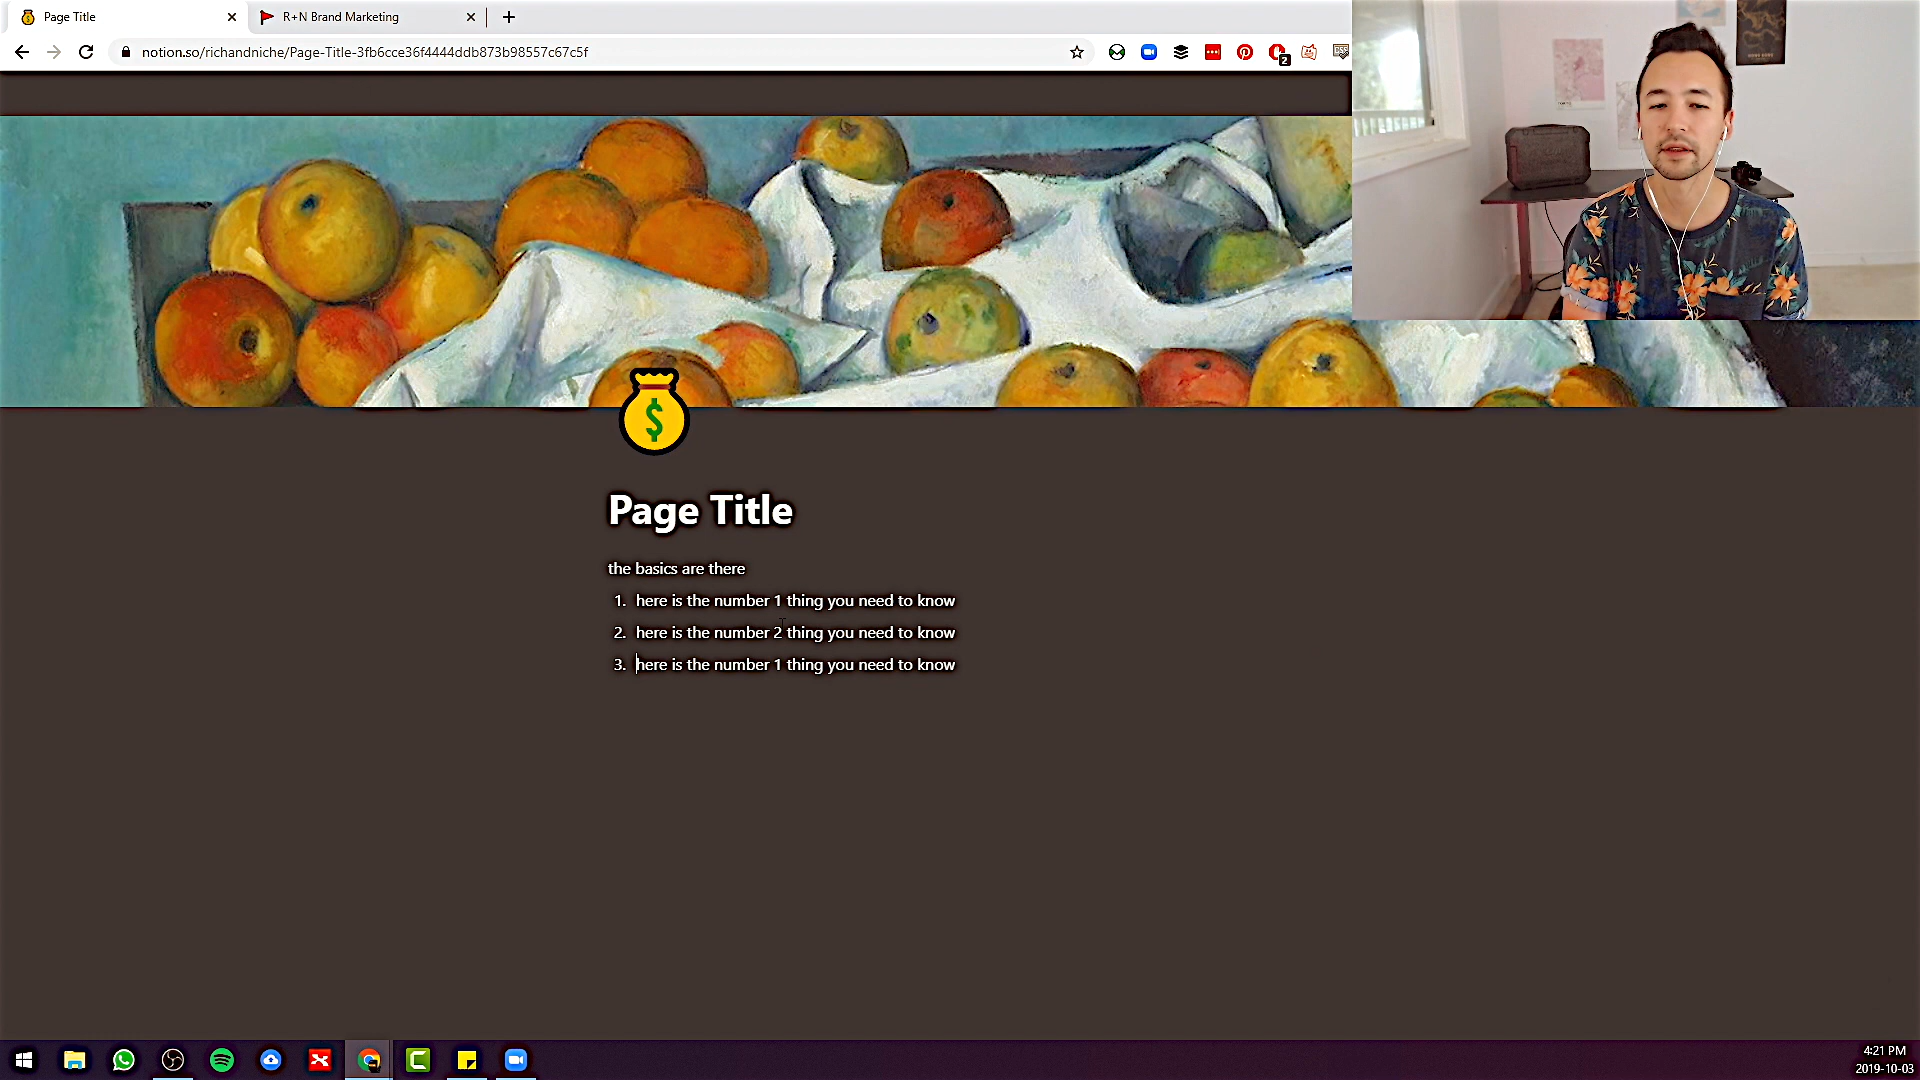 Page Title
R+N Brand Marketing
notion.so/richandniche/Page-Title-3fb6cce36f4444ddb873b98557c67c5f
2
$
Page Title
the basics are there
1. here is the number 1 thing you need to know
2. here is the number 2 thing you need to know
3. here is the number 1 thing you need to know
4:21 PM
2019-10-03